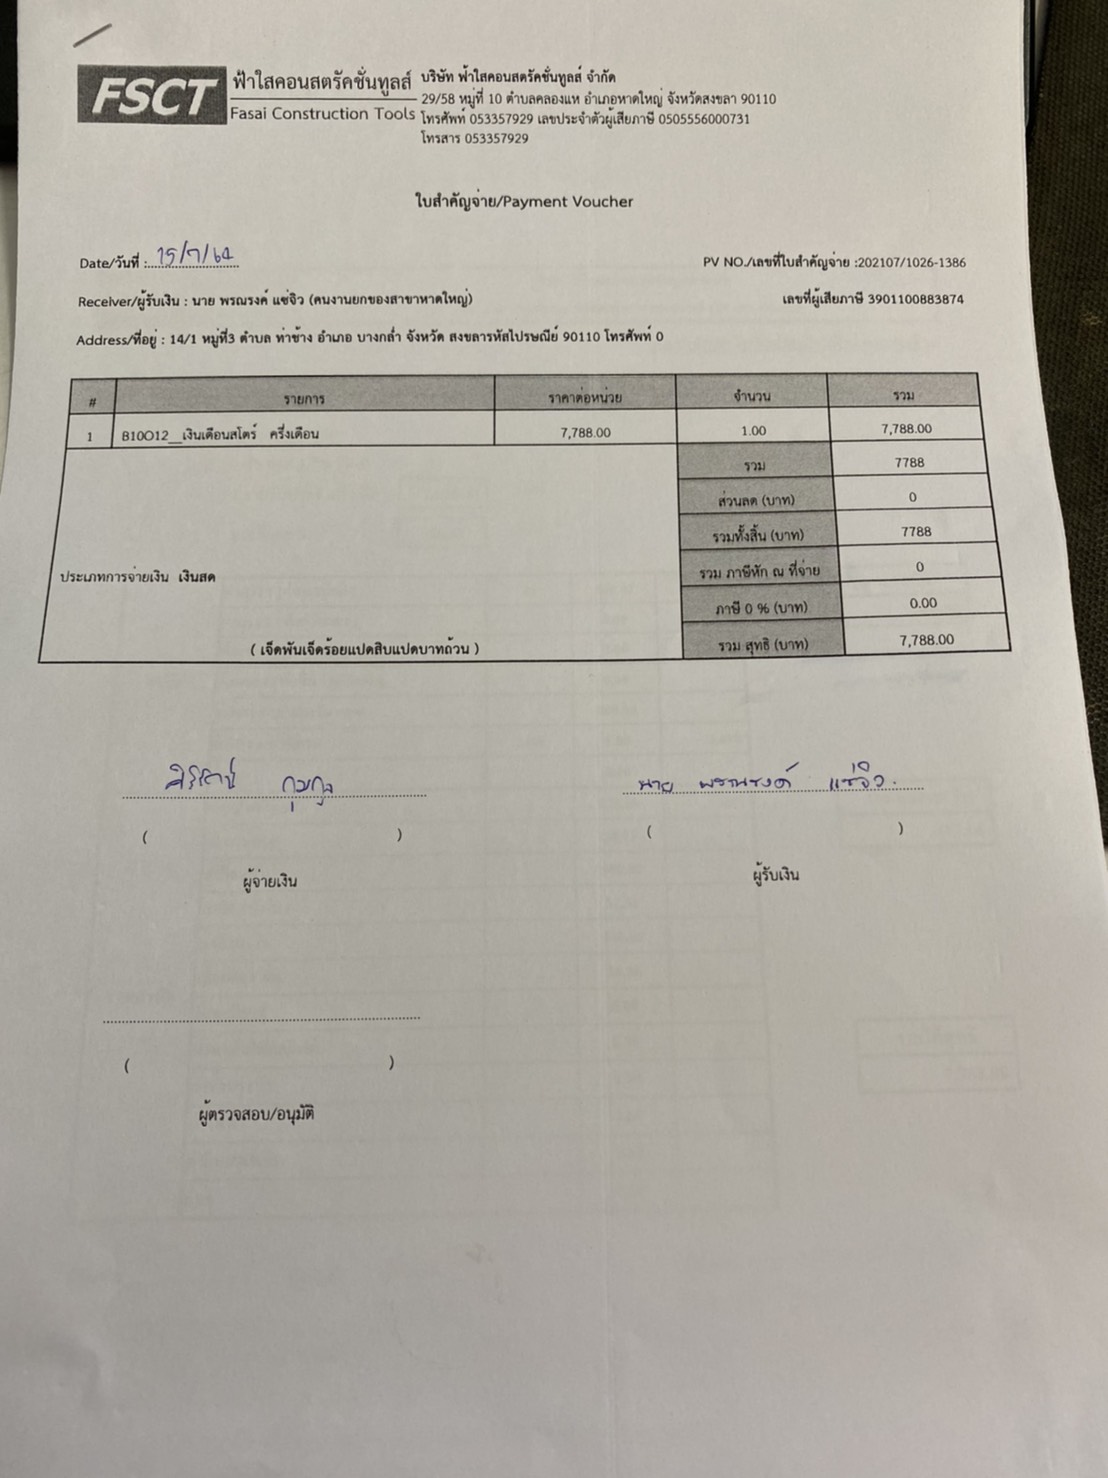 FSCT
ฟ้าใสคอนสตรัคชั่นทูลส์
Fasai Construction Tools
บริษัท ฟ้าใสคอนสตรัคชั่นทูลส์ จำกัด
29/58 หมู่ที่ 10 ตำบลคลองแห อำเภอหาดใหญ่ จังหวัดสงขลา 90110
โทรศัพท์ 053357929 เลขประจำตัวผู้เสียภาษี 0505556000731
โทรสาร 053357929
ใบสำคัญจ่าย/Payment Voucher
Date/วันที่ : 15/7/64
PV NO./เลขที่ใบสำคัญจ่าย :202107/1026-1386
Receiver/ผู้รับเงิน : นาย พรณรงค์ แซ่จิว (คนงานยกของสาขาหาดใหญ่)
เลขที่ผู้เสียภาษี 3901100883874
Address/ที่อยู่ : 14/1 หมู่ที่3 ตำบล ท่าช้าง อำเภอ บางกล่ำ จังหวัด สงขลารหัสไปรษณีย์ 90110 โทรศัพท์ 0
# รายการ ราคาต่อหน่วย จำนวน รวม
1 B10O12__เงินเดือนสโตร์ ครึ่งเดือน 7,788.00 1.00 7,788.00
รวม 7788
ส่วนลด (บาท) 0
รวมทั้งสิ้น (บาท) 7788
ประเภทการจ่ายเงิน เงินสด
รวม ภาษีหัก ณ ที่จ่าย 0
ภาษี 0 % (บาท) 0.00
( เจ็ดพันเจ็ดร้อยแปดสิบแปดบาทถ้วน )
รวม สุทธิ (บาท) 7,788.00
นาย พรณรงค์ แซ่จิว
( )
( )
ผู้จ่ายเงิน
ผู้รับเงิน
( )
ผู้ตรวจสอบ/อนุมัติ